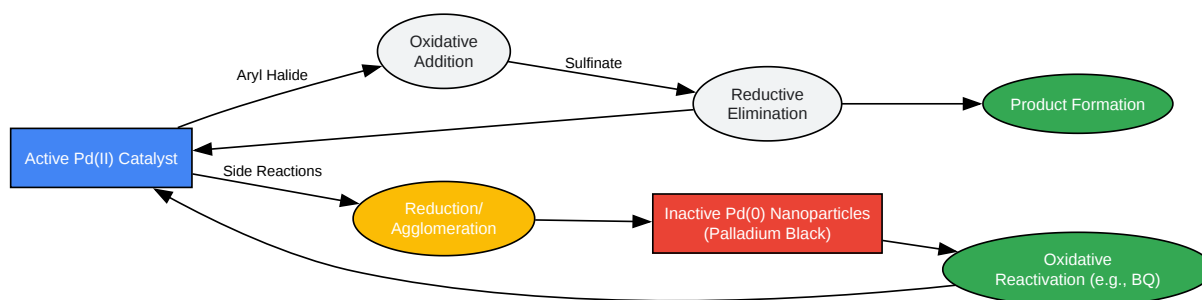 Oxidative
Addition
Aryl Halide
Sulfinate
Reductive
Elimination
Product Formation
Active Pd(II) Catalyst
Side Reactions
Reduction/
Agglomeration
Inactive Pd(0) Nanoparticles
(Palladium Black)
Oxidative
Reactivation (e.g., BQ)